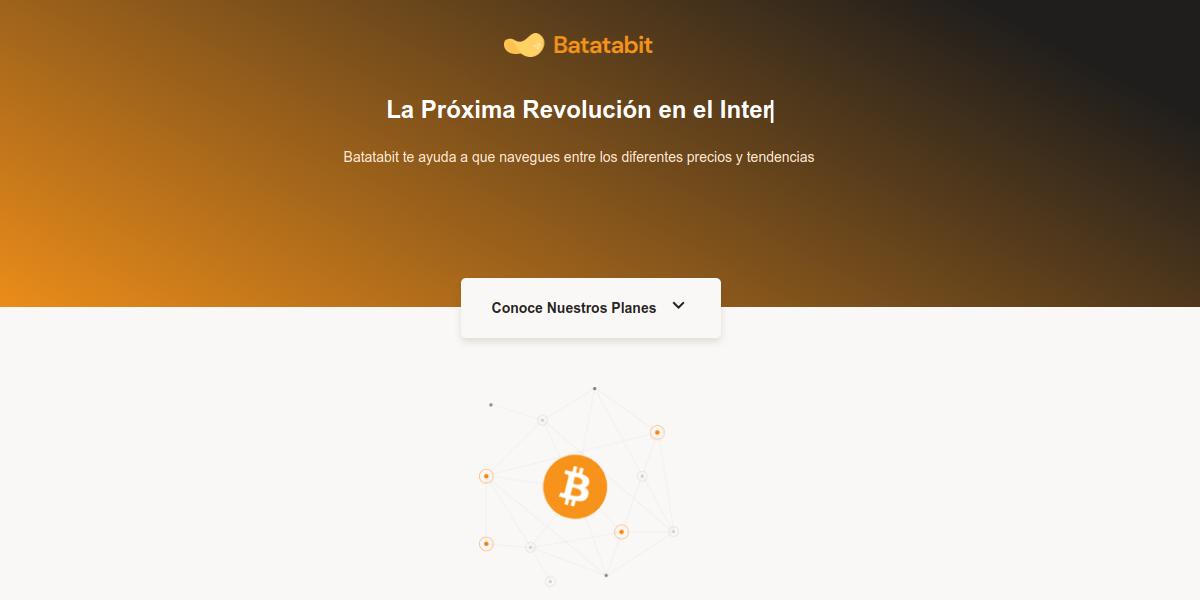 Batatabit
La Próxima Revolución en el Inter
Batatabit te ayuda a que navegues entre los diferentes precios y tendencias
Conoce Nuestros Planes